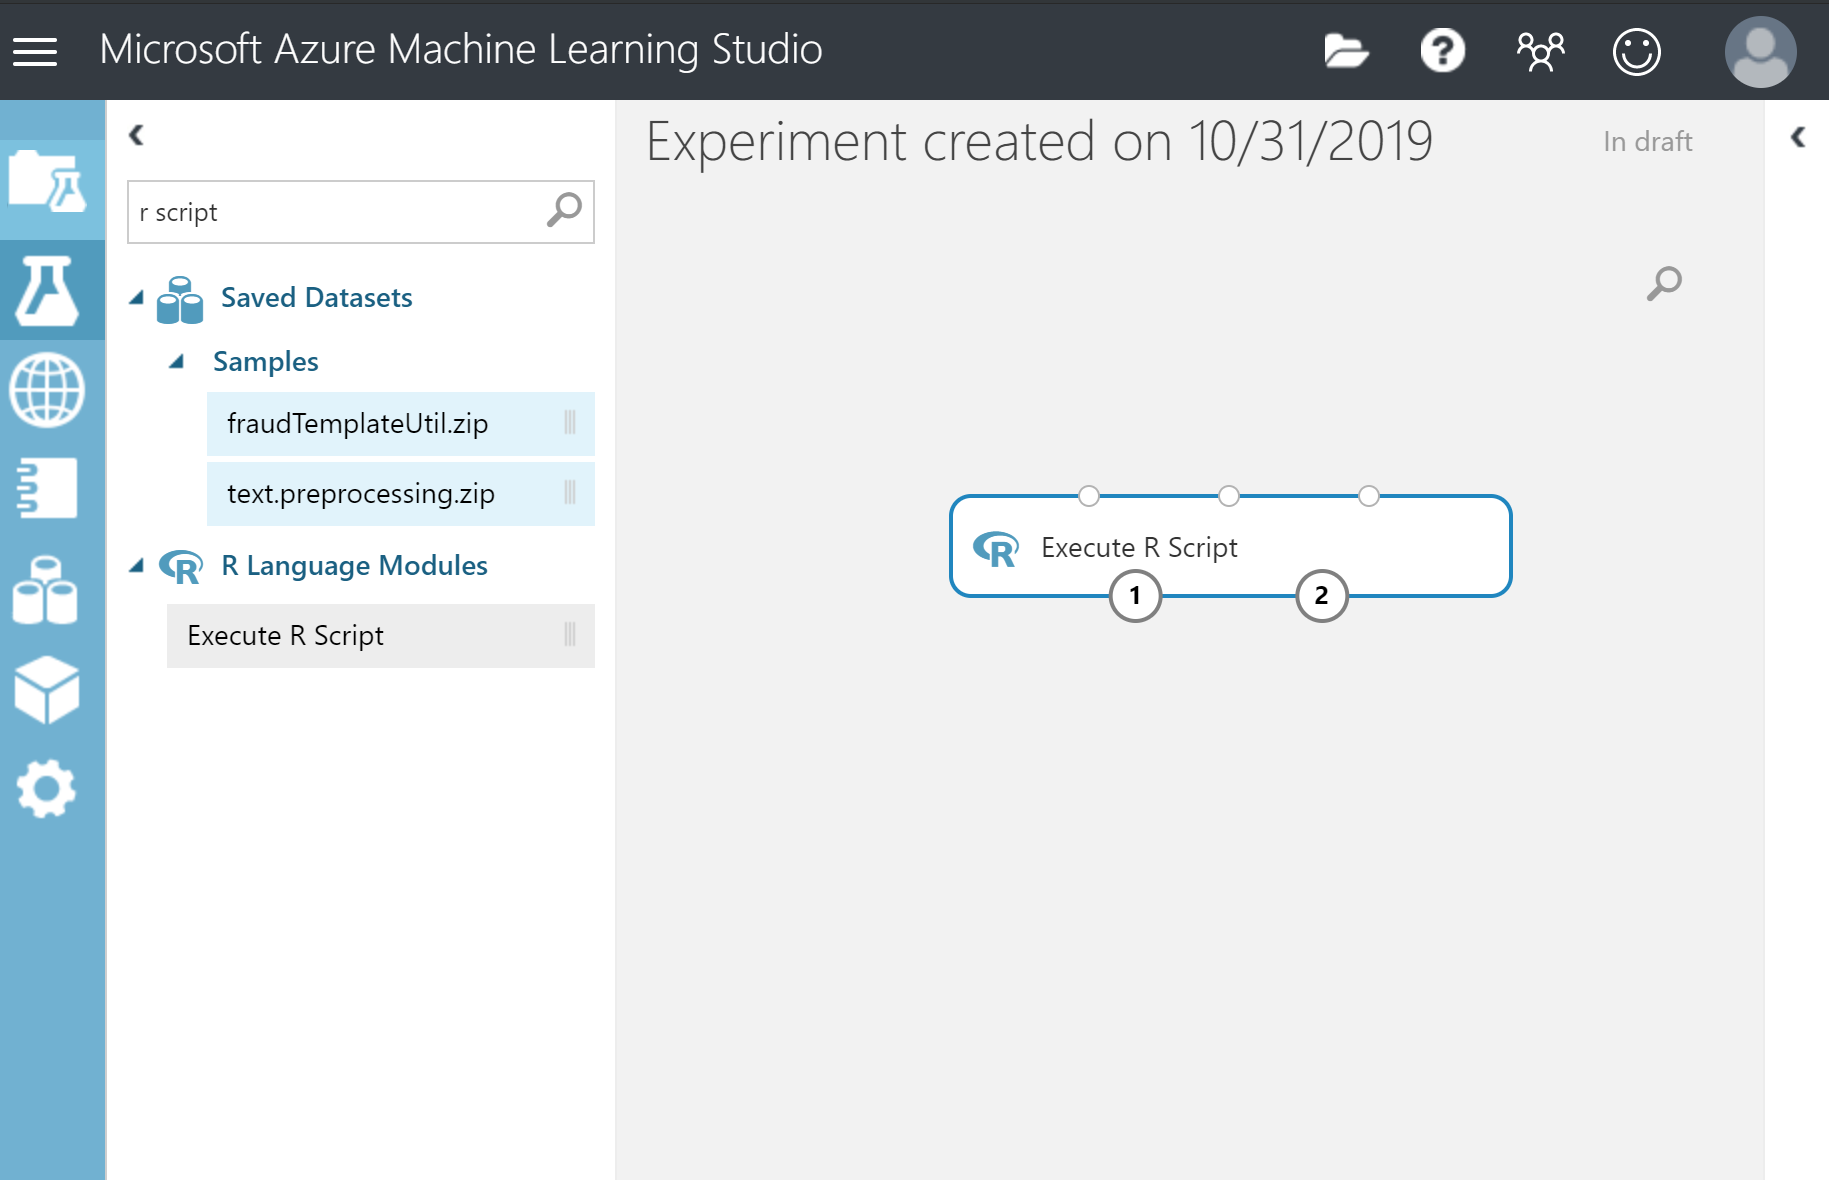 Microsoft Azure Machine Learning Studio
Experiment created on 10/31/2019
In draft
r script
Saved Datasets
Samples
fraudTemplateUtil.zip
text.preprocessing.zip
R Language Modules
Execute R Script
Execute R Script
1
2